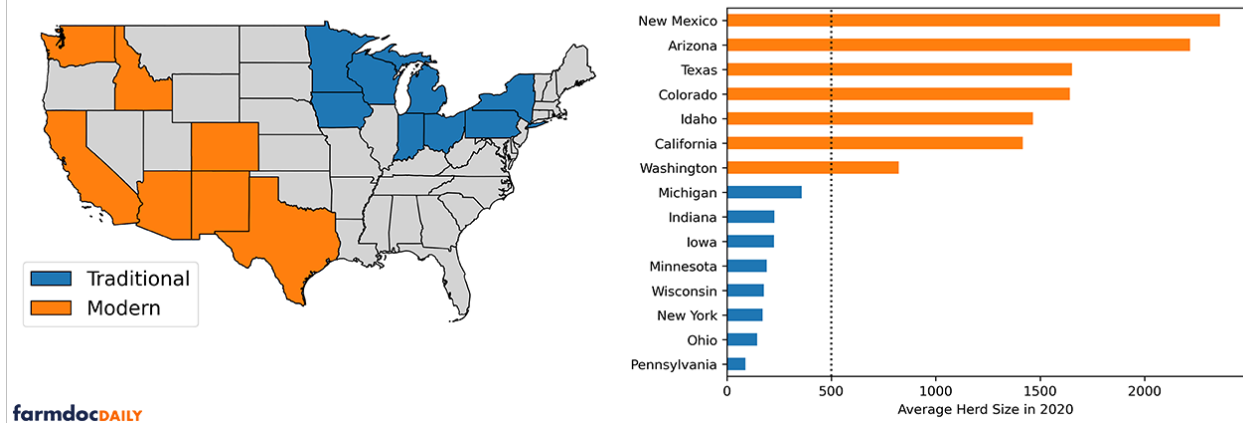 Traditional
Modern
farmdocDAILY
New Mexico
Arizona
Texas
Colorado
Idaho
California
Washington
Michigan
Indiana
Iowa
Minnesota
Wisconsin
New York
Ohio
Pennsylvania
0 500 1000 1500 2000
Average Herd Size in 2020